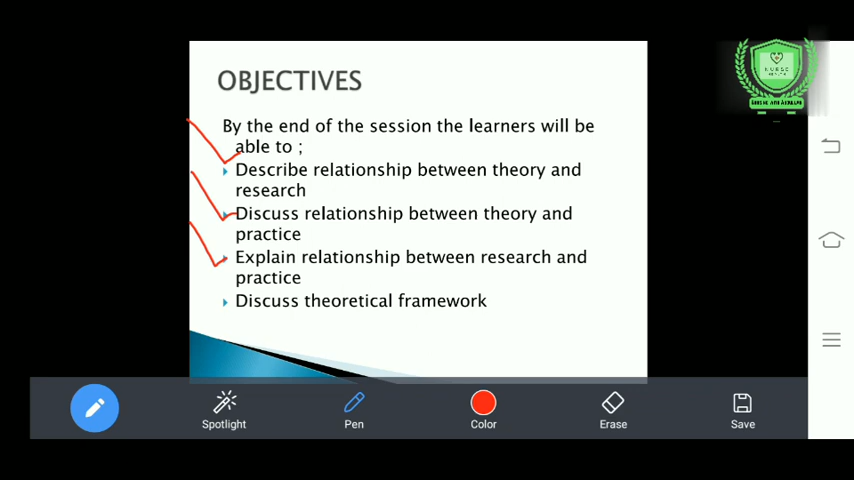 OBJECTIVES
By the end of the session the learners will be
able to ;
Describe relationship between theory and
research
Discuss relationship between theory and
practice
Explain relationship between research and
practice
Discuss theoretical framework
NURSE
Spotlight
Pen
Color
Erase
Save